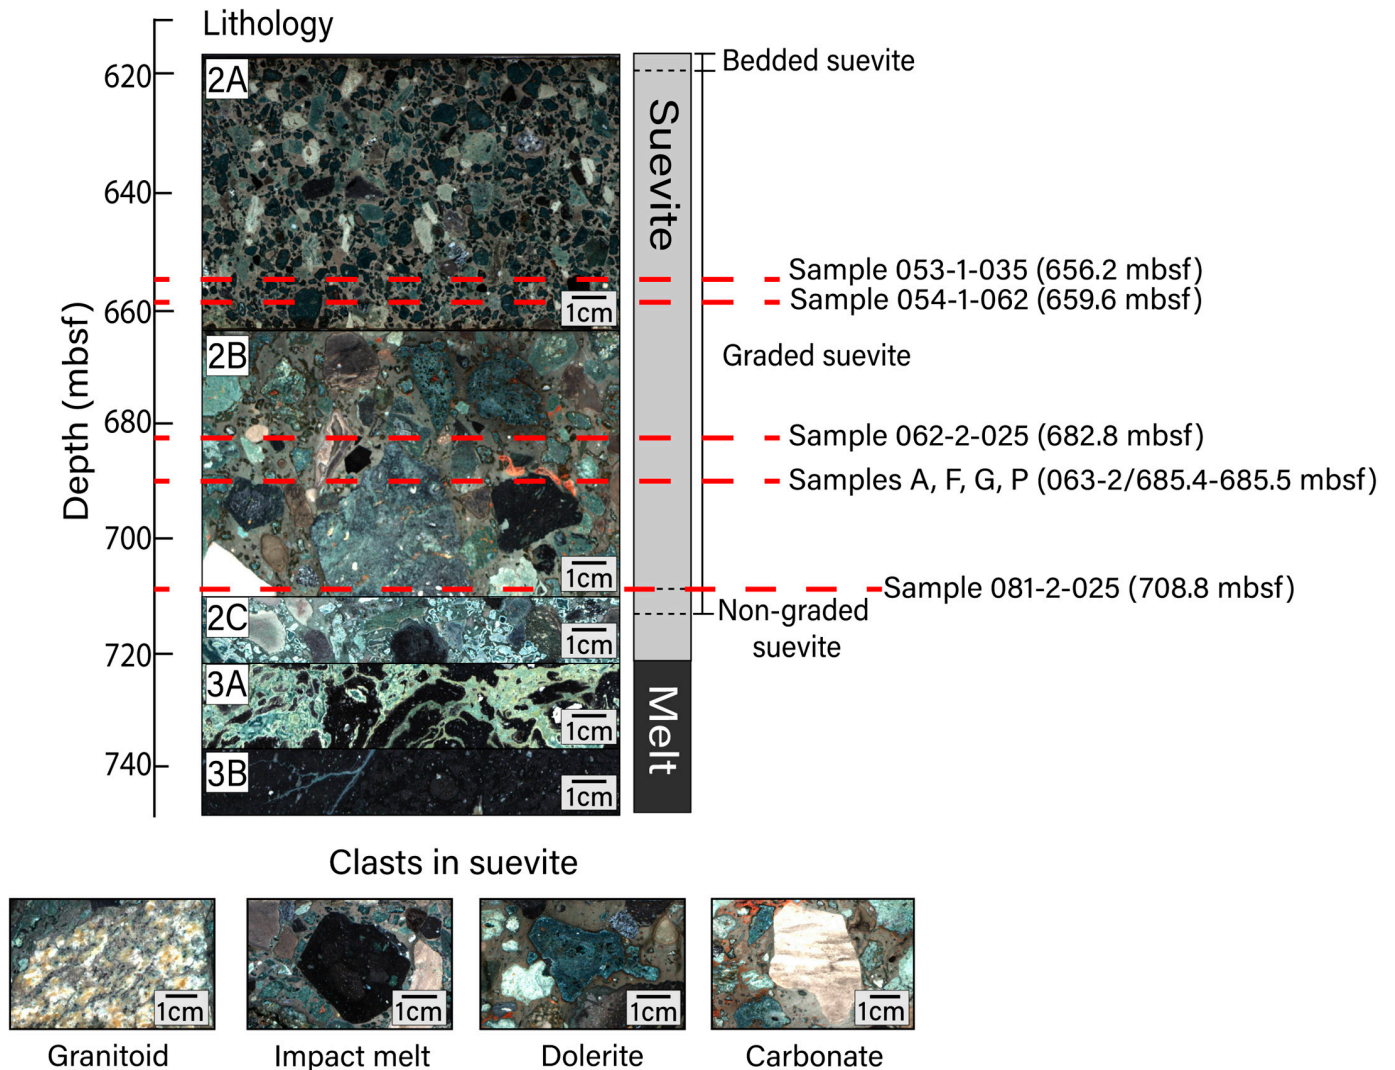 Lithology
Depth (mbsf)
620
640
660
680
700
720
740
2A
1cm
2B
1cm
2C
1cm
3A
1cm
3B
1cm
Suevite
Melt
Bedded suevite
Sample 053-1-035 (656.2 mbsf)
Sample 054-1-062 (659.6 mbsf)
Graded suevite
Sample 062-2-025 (682.8 mbsf)
Samples A, F, G, P (063-2/685.4-685.5 mbsf)
Sample 081-2-025 (708.8 mbsf)
Non-graded
suevite
Clasts in suevite
1cm
1cm
1cm
1cm
Granitoid
Impact melt
Dolerite
Carbonate